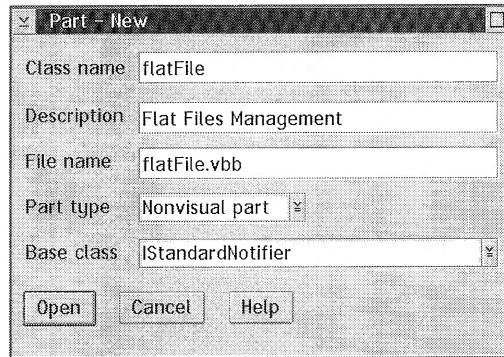 Part - New
Class name flatFile
Description Flat Files Management
File name flatFile.vbb
Part type Nonvisual part
Base class IStandardNotifier
Open Cancel Help